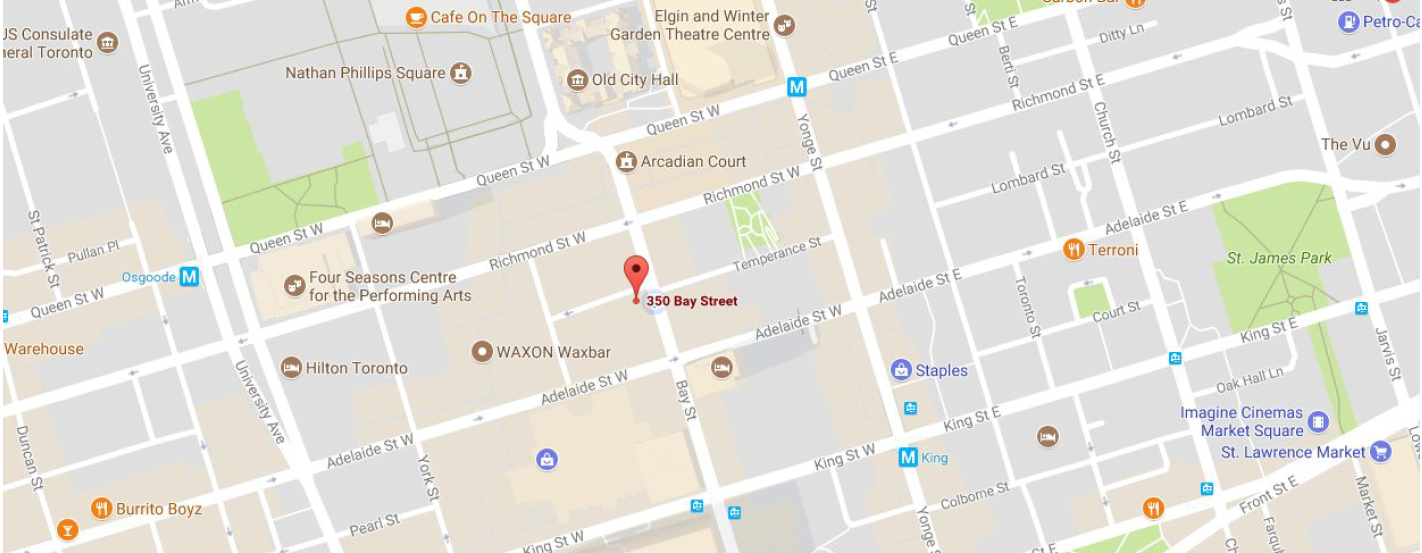 Cafe On The Square
Elgin and Winter
Garden Theatre Centre
Queen St E
Ditty Ln
Petro-Ca
JS Consulate
neral Toronto
University Ave
Nathan Phillips Square
Old City Hall
Queen St E
Berti St
Richmond St E
Church St
Lombard St
Queen St W
Yonge St
The Vu
Arcadian Court
Queen St W
Richmond St W
Lombard St
St Patrick St
Pullan Pl
Queen St W
Richmond St W
Temperance St
Adelaide St E
Terroni
St. James Park
Osgoode
Four Seasons Centre
for the Performing Arts
Queen St W
350 Bay Street
Adelaide St E
Toronto St
Court St
King St E
Adelaide St W
Warehouse
WAXON Waxbar
Hilton Toronto
University Ave
Adelaide St W
Bay St
Staples
Jarvis St
Oak Hall Ln
King St E
Imagine Cinemas
Market Square
St. Lawrence Market
Duncan St
Adelaide St W
York St
King St W
King
Colborne St
Front St E
Market St
Burrito Boyz
Pearl St
King St W
Yonge S
St E
Farqu